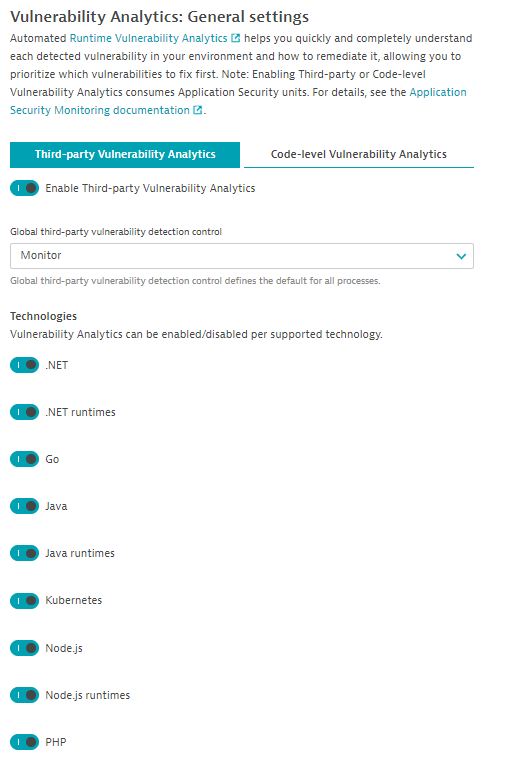 Vulnerability Analytics: General settings
Automated Runtime Vulnerability Analytics helps you quickly and completely understand
each detected vulnerability in your environment and how to remediate it, allowing you to
prioritize which vulnerabilities to fix first. Note: Enabling Third-party or Code-level
Vulnerability Analytics consumes Application Security units. For details, see the Application
Security Monitoring documentation.
Third-party Vulnerability Analytics
Code-level Vulnerability Analytics
Enable Third-party Vulnerability Analytics
Global third-party vulnerability detection control
Monitor
Global third-party vulnerability detection control defines the default for all processes.
Technologies
Vulnerability Analytics can be enabled/disabled per supported technology.
.NET
.NET runtimes
Go
Java
Java runtimes
Kubernetes
Node.js
Node.js runtimes
PHP